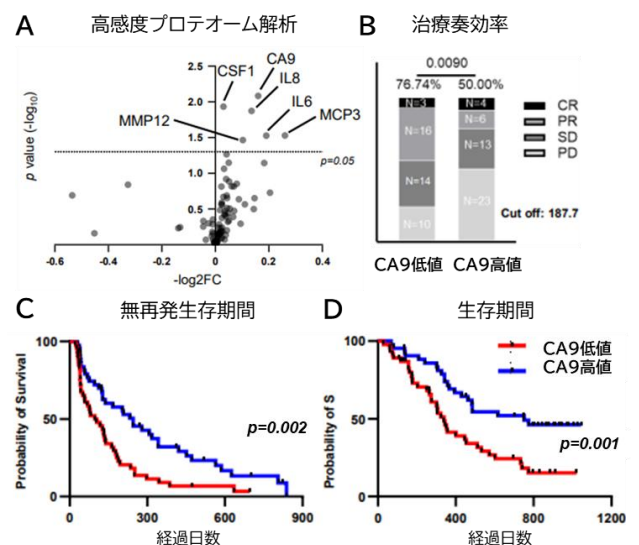 A 高感度プロテオーム解析
CSF1
CA9
IL8
IL6
MCP3
MMP12
p value (-log10)
2.5
2.0
1.5
1.0
0.5
p=0.05
-0.6 -0.4 -0.2 0 0.2 0.4
-log2FC
B 治療奏効率
0.0090
76.74% 50.00%
N=3 N=4
N=16 N=6
N=14 N=13
N=10 N=23
CR
PR
SD
PD
Cut off: 187.7
CA9低値 CA9高値
C 無再発生存期間
Probability of Survival
100
50
0
p=0.002
0 300 600 900
経過日数
D 生存期間
Probability of S
100
50
0
CA9低値
CA9高値
p=0.001
0 400 800 1200
経過日数